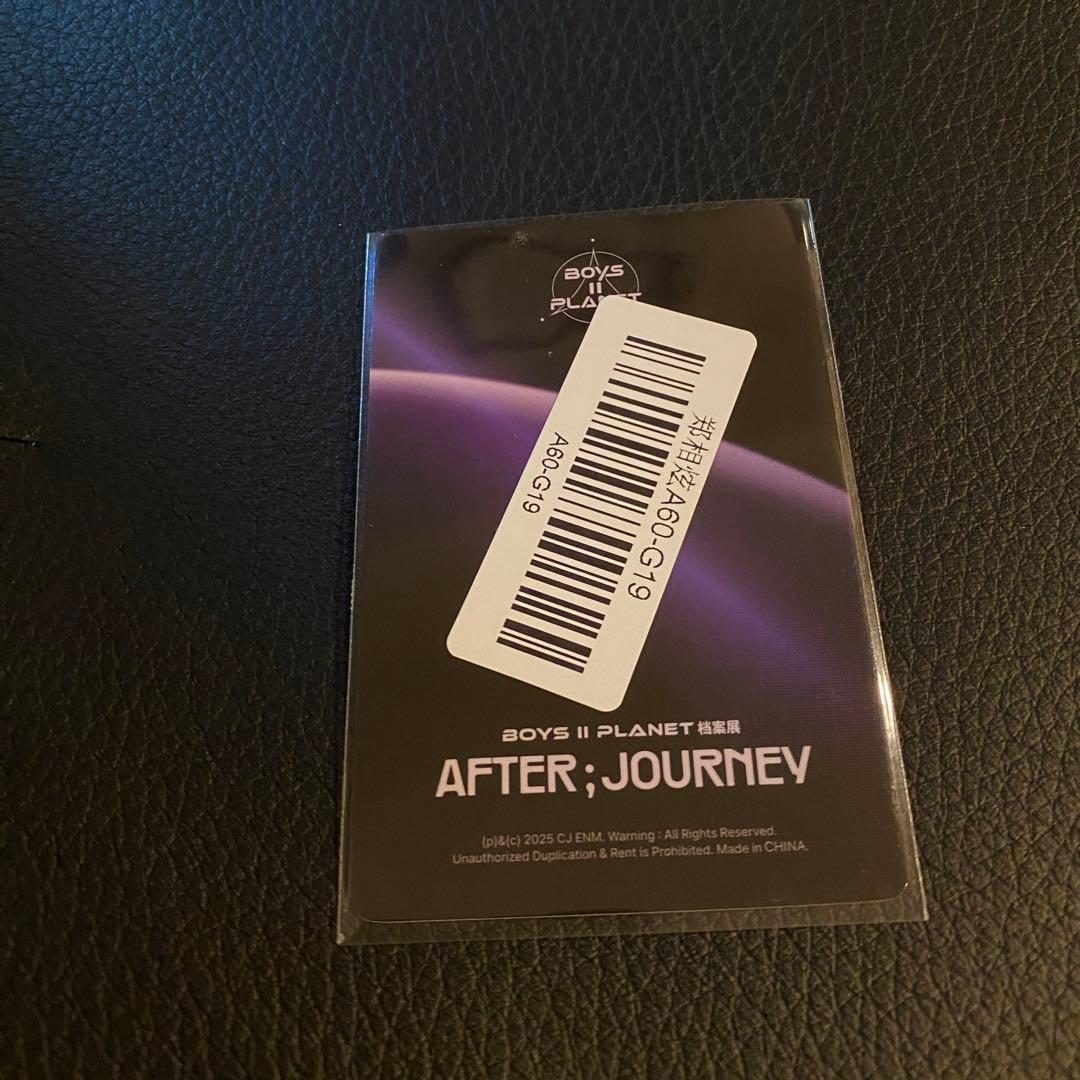 BOYS
II
PLANET
郑相炫A60-G19
A60-G19
BOYS II PLANET 档案展
AFTER ; JOURNEY
(p)&(c) 2025 CJ ENM. Warning : All Rights Reserved.
Unauthorized Duplication & Rent is Prohibited. Made in CHINA.